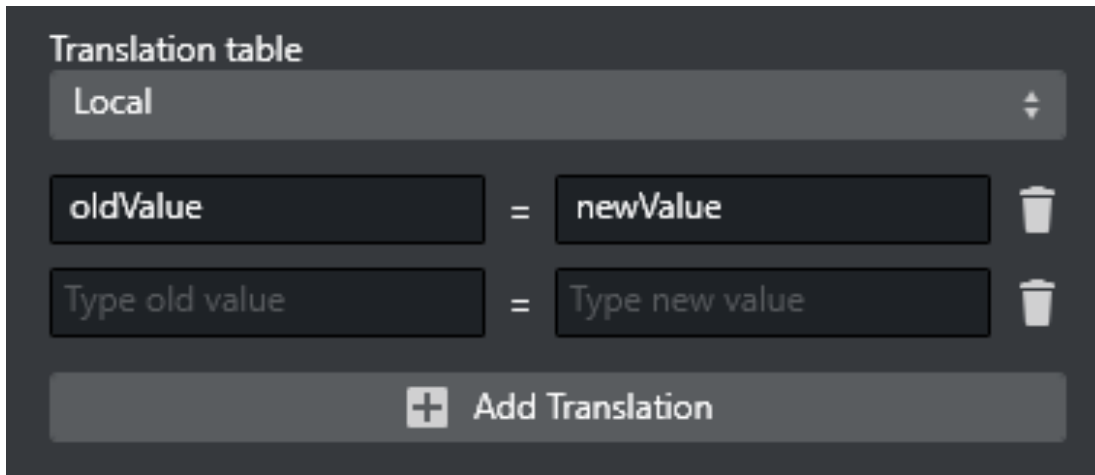 Translation table
Local
oldValue = newValue
Type old value = Type new value
Add Translation